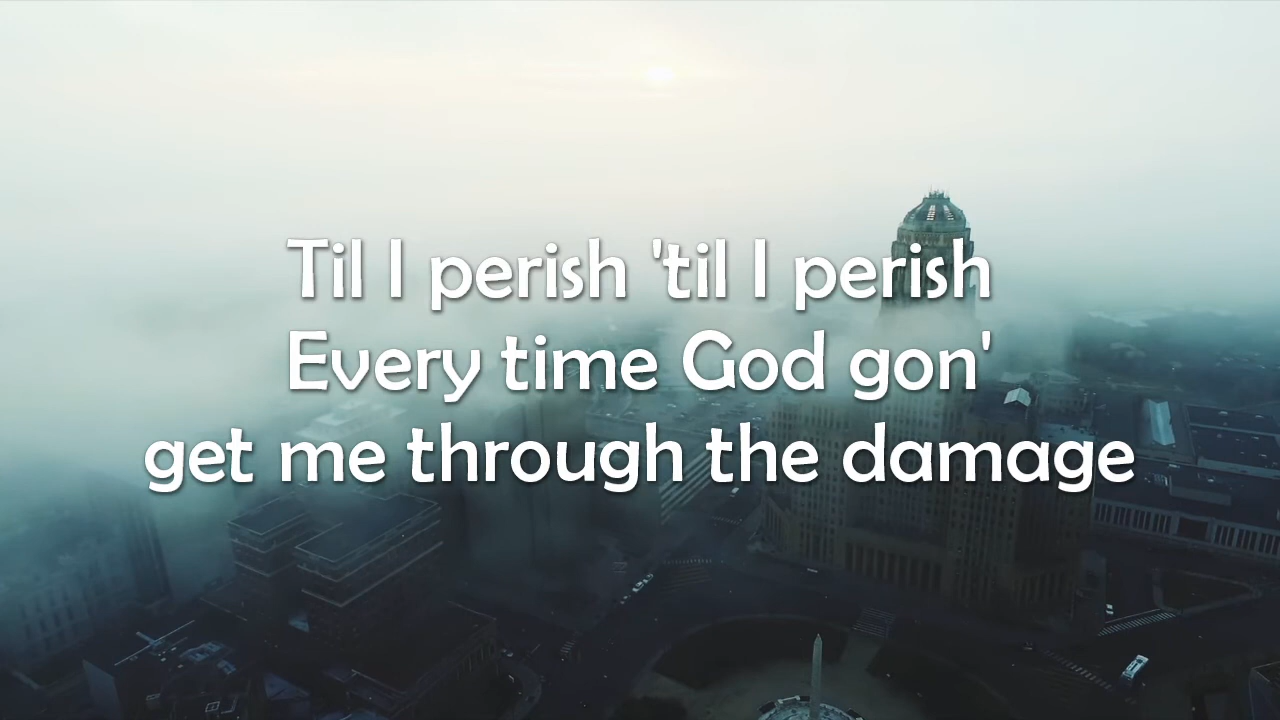 Til I perish 'til I perish
Every time God gon'
get me through the damage